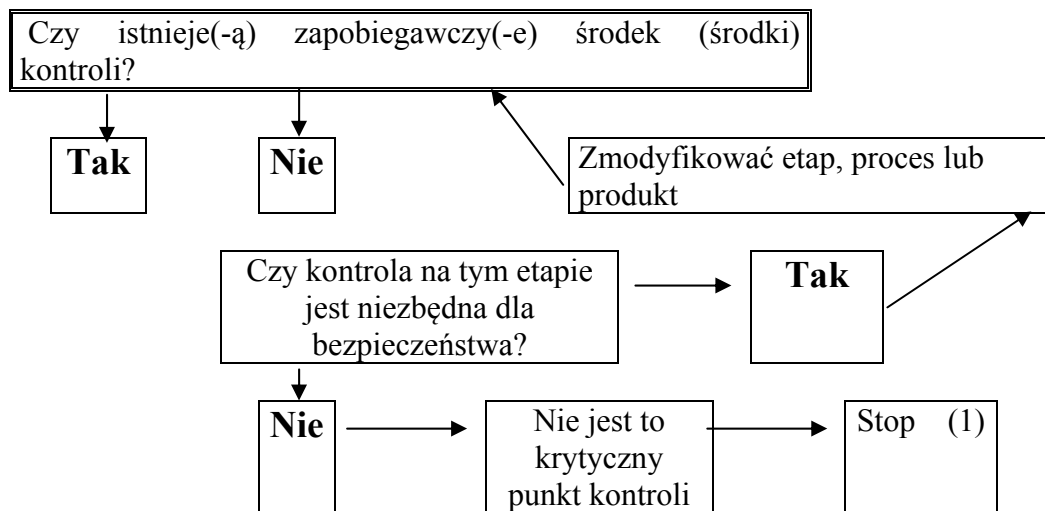 Czy istnieje(-ą) zapobiegawczy(-e) środek (środki)
kontroli?
Tak
Nie
Zmodyfikować etap, proces lub
produkt
Czy kontrola na tym etapie
jest niezbędna dla
bezpieczeństwa?
Tak
Nie
Nie jest to
krytyczny
punkt kontroli
Stop (1)